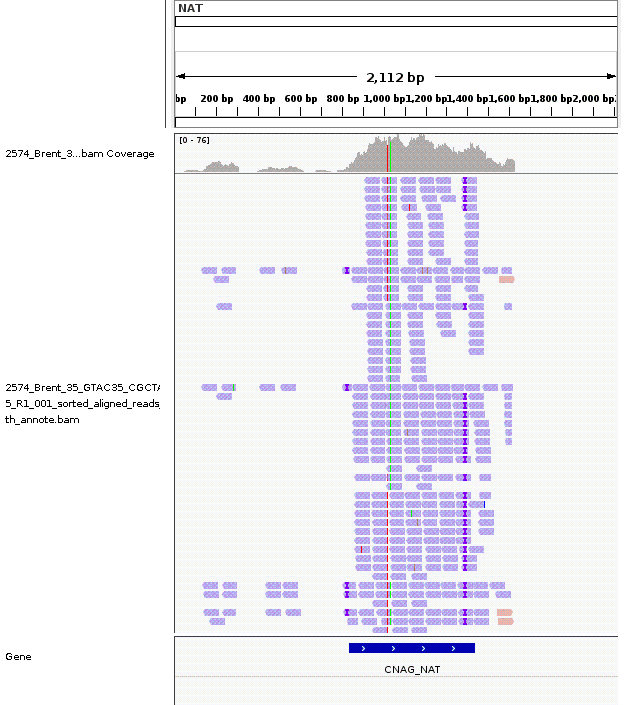 NAT
2,112 bp
bp 200 bp 400 bp 600 bp 800 bp 1,000 bp 1,200 bp 1,400 bp 1,600 bp 1,800 bp 2,000 bp
[0 - 76]
2574_Brent_3...bam Coverage
2574_Brent_35_GTAC35_CGCTA
5_R1_001_sorted_aligned_reads_
th_annote.bam
Gene
CNAG_NAT